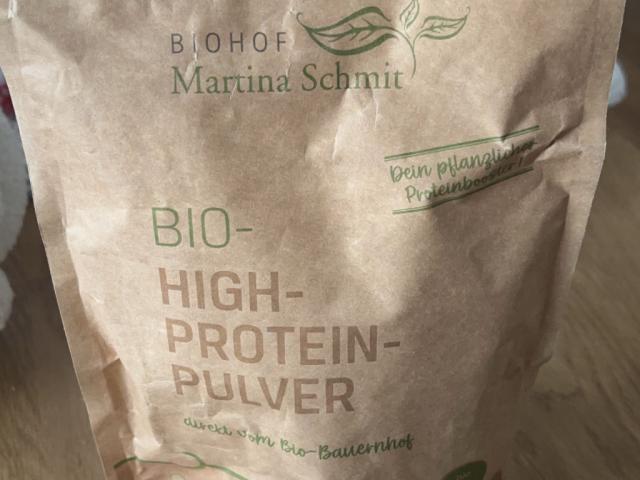 BIOHOF
Martina Schmit
Dein pflanzlicher
Proteinbooster!
BIO-
HIGH-
PROTEIN-
PULVER
direkt vom Bio-Bauernhof